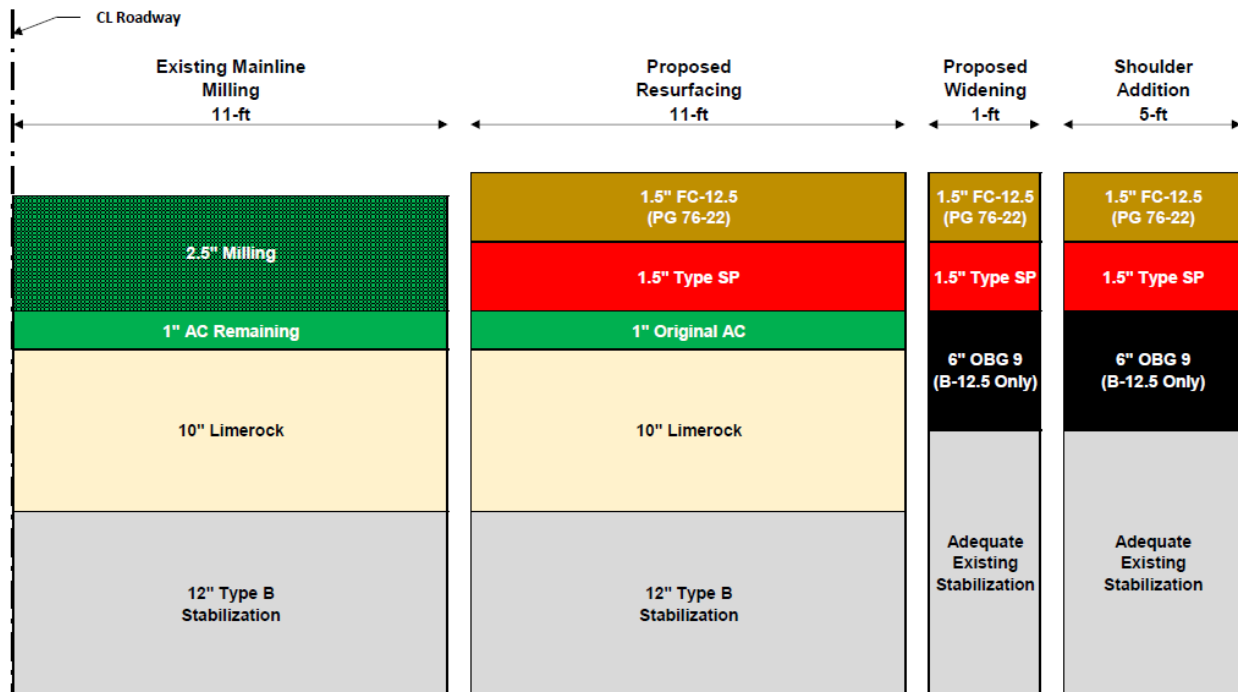 CL Roadway
Existing Mainline
Milling
11-ft
Proposed
Resurfacing
11-ft
Proposed
Widening
1-ft
Shoulder
Addition
5-ft
2.5" Milling
1" AC Remaining
10" Limerock
12" Type B
Stabilization
1.5" FC-12.5
(PG 76-22)
1.5" Type SP
1" Original AC
10" Limerock
12" Type B
Stabilization
1.5" FC-12.5
(PG 76-22)
1.5" Type SP
6" OBG 9
(B-12.5 Only)
Adequate
Existing
Stabilization
1.5" FC-12.5
(PG 76-22)
1.5" Type SP
6" OBG 9
(B-12.5 Only)
Adequate
Existing
Stabilization